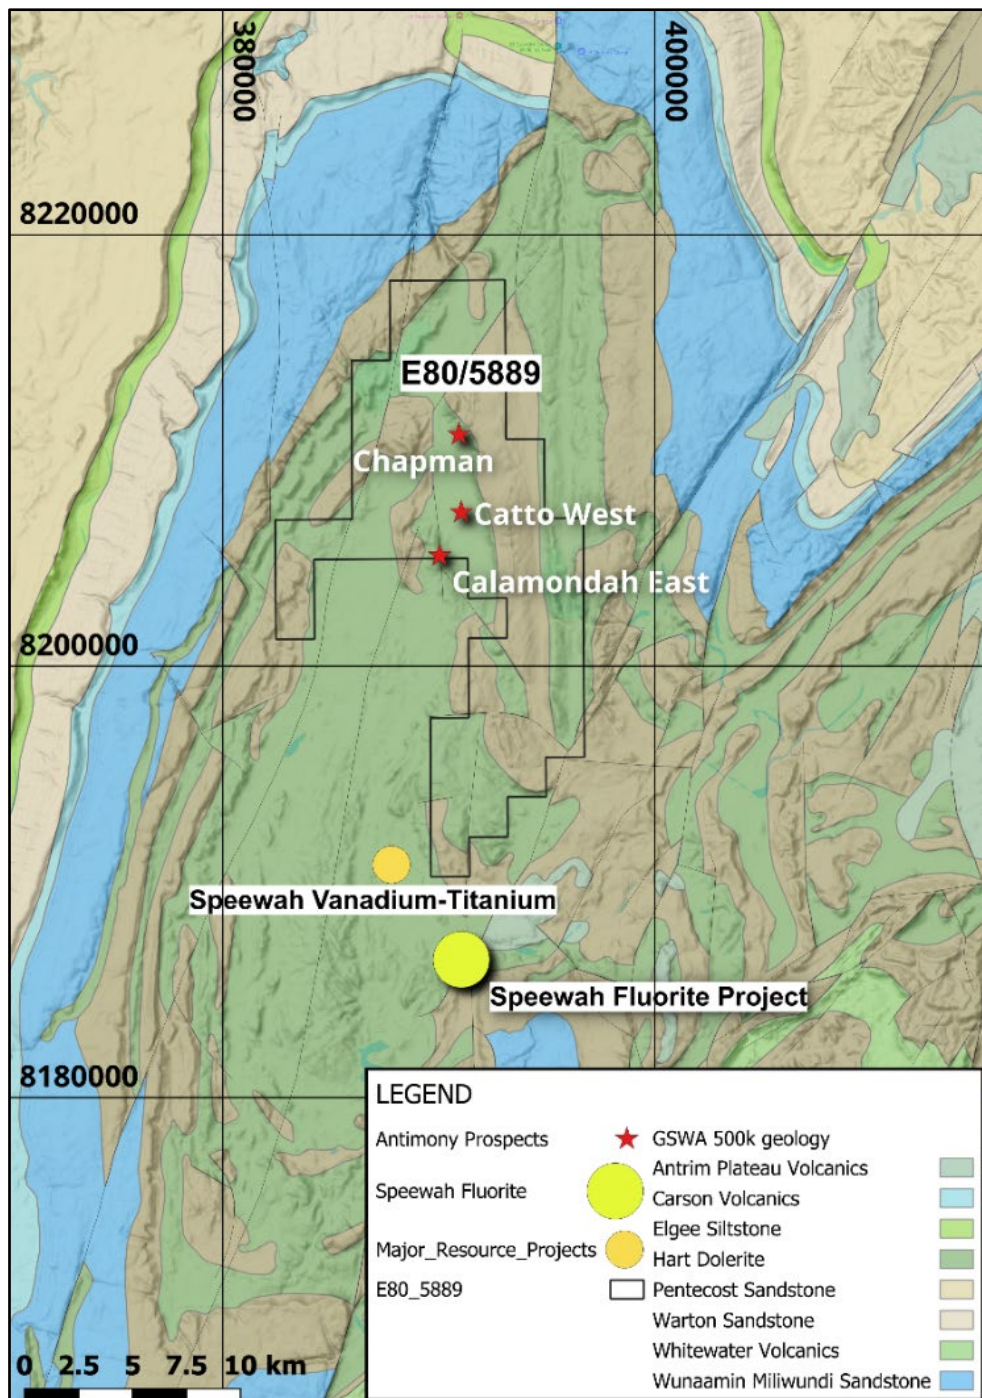 380000
400000
8220000
E80/5889
Chapman
Catto West
Calamondah East
8200000
Speewah Vanadium-Titanium
Speewah Fluorite Project
8180000
LEGEND
Antimony Prospects
GSWA 500k geology
Antrim Plateau Volcanics
Speewah Fluorite
Carson Volcanics
Elgee Siltstone
Major_Resource_Projects
Hart Dolerite
E80_5889
Pentecost Sandstone
Warton Sandstone
Whitewater Volcanics
Wunaamin Miliwundi Sandstone
0 2.5 5 7.5 10 km